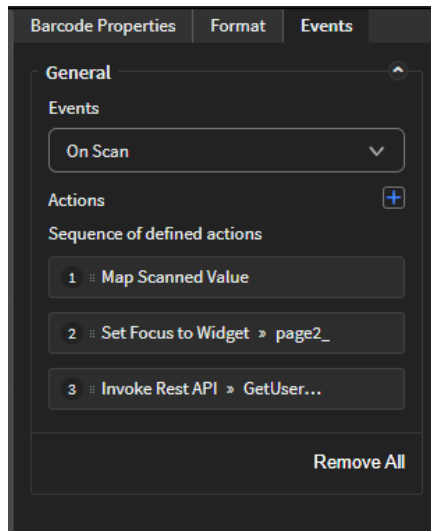 Barcode Properties Format Events
General
Events
On Scan
Actions
Sequence of defined actions
1 Map Scanned Value
2 Set Focus to Widget » page2_
3 Invoke Rest API » GetUser...
Remove All